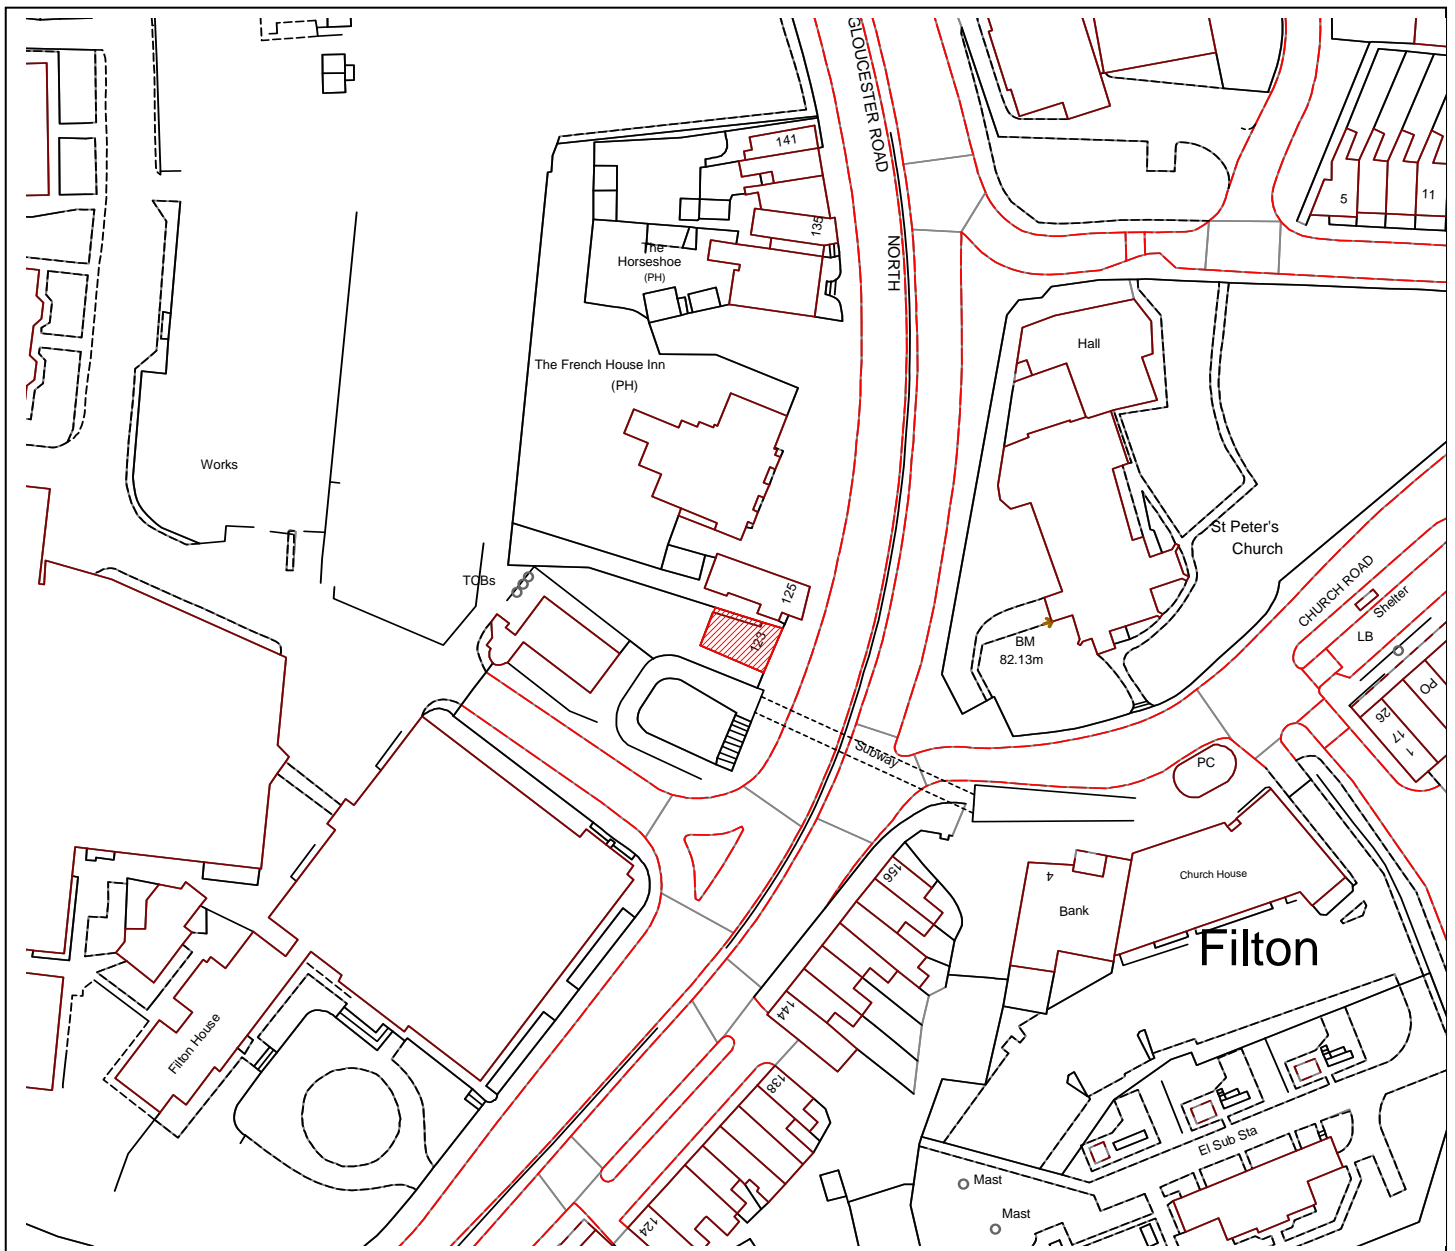 GLOUCESTER ROAD
NORTH
141
135
The
Horseshoe
(PH)
5
11
Hall
The French House Inn
(PH)
Works
St Peter's
Church
TCBs
125
123
BM
82.13m
CHURCH ROAD
Shelter
LB
PO
26
17
1
Subway
PC
156
4
Bank
Church House
Filton
144
Filton House
138
El Sub Sta
Mast
Mast
124